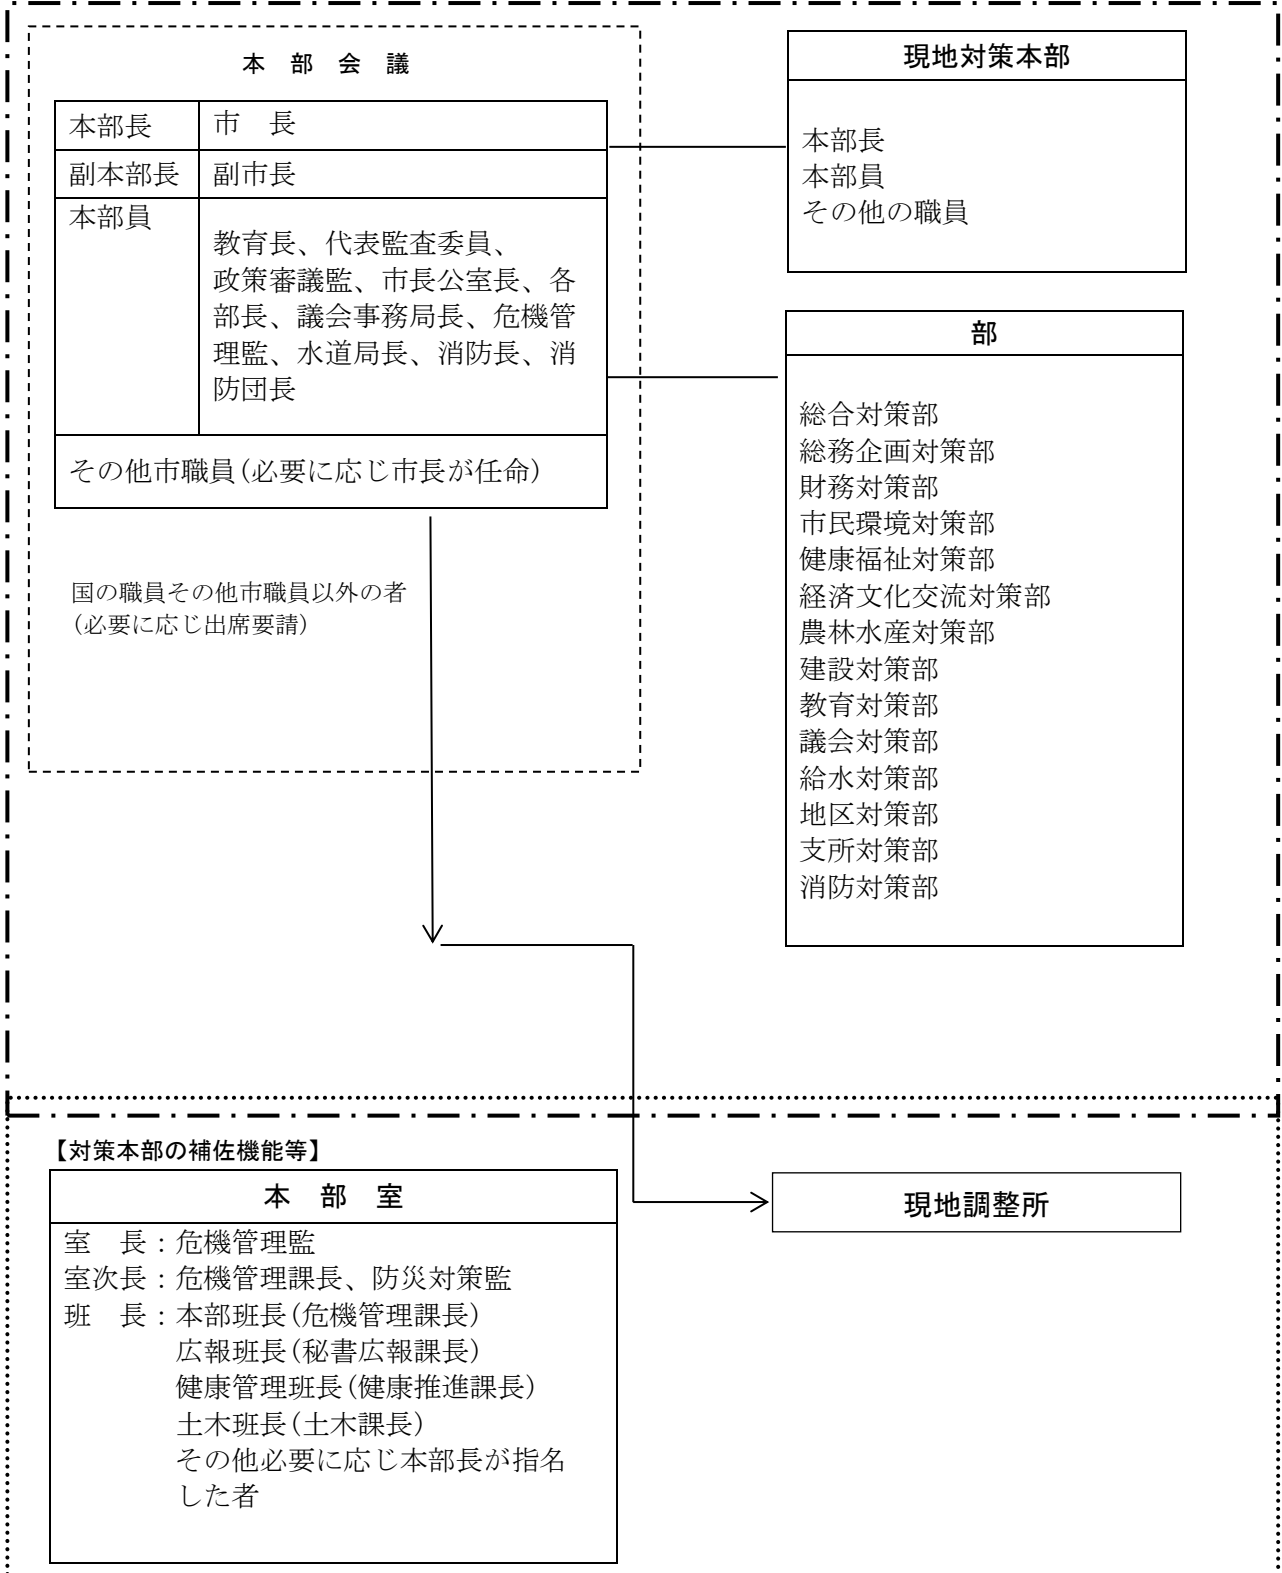 本 部 会 議
本部長 市 長
副本部長 副市長
本部員
教育長、代表監査委員、
政策審議監、市長公室長、各
部長、議会事務局長、危機管
理監、水道局長、消防長、消
防団長
その他市職員(必要に応じ市長が任命)
国の職員その他市職員以外の者
(必要に応じ出席要請)
現地対策本部
本部長
本部員
その他の職員
部
総合対策部
総務企画対策部
財務対策部
市民環境対策部
健康福祉対策部
経済文化交流対策部
農林水産対策部
建設対策部
教育対策部
議会対策部
給水対策部
地区対策部
支所対策部
消防対策部
【対策本部の補佐機能等】
本 部 室
室 長：危機管理監
室次長：危機管理課長、防災対策監
班 長：本部班長(危機管理課長)
広報班長(秘書広報課長)
健康管理班長(健康推進課長)
土木班長(土木課長)
その他必要に応じ本部長が指名
した者
現地調整所